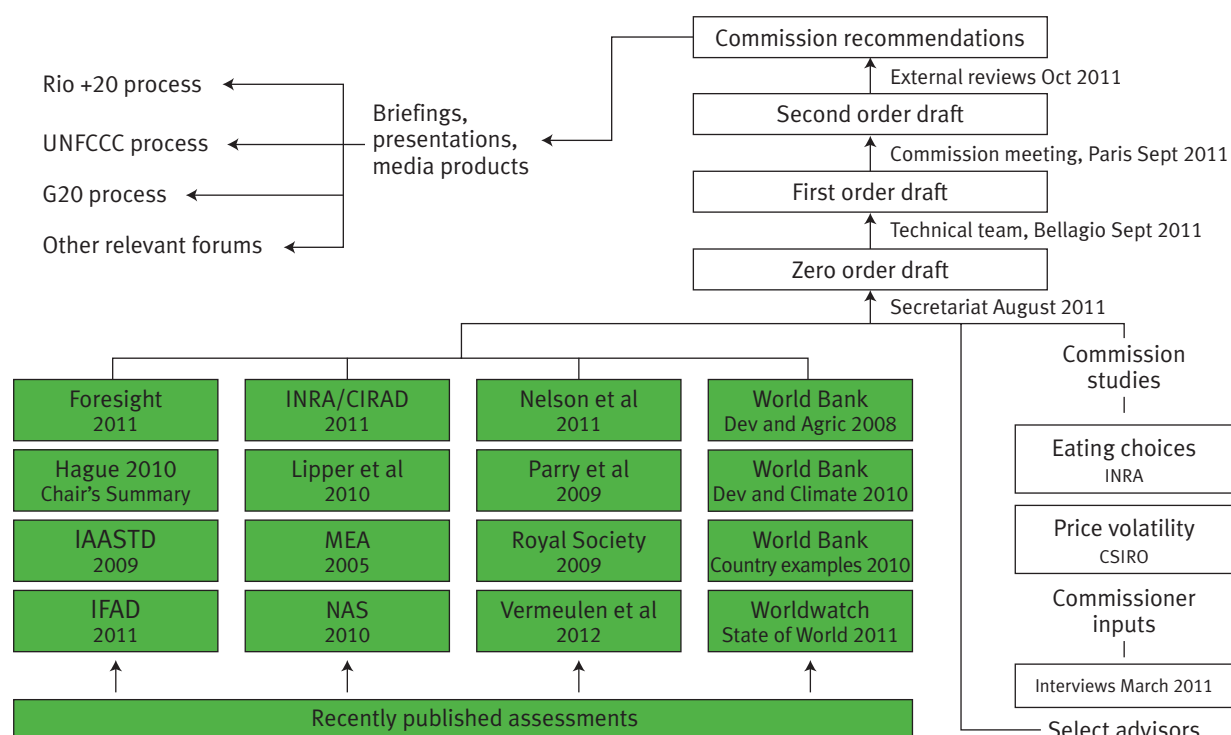 Commission recommendations
External reviews Oct 2011
Second order draft
Commission meeting, Paris Sept 2011
First order draft
Technical team, Bellagio Sept 2011
Zero order draft
Secretariat August 2011
Rio +20 process
UNFCCC process
G20 process
Other relevant forums
Briefings,
presentations,
media products
Foresight
2011
INRA/CIRAD
2011
Nelson et al
2011
World Bank
Dev and Agric 2008
Hague 2010
Chair's Summary
Lipper et al
2010
Parry et al
2009
World Bank
Dev and Climate 2010
IAASTD
2009
MEA
2005
Royal Society
2009
World Bank
Country examples 2010
IFAD
2011
NAS
2010
Vermeulen et al
2012
Worldwatch
State of World 2011
Recently published assessments
Commission
studies
Eating choices
INRA
Price volatility
CSIRO
Commissioner
inputs
Interviews March 2011
Select advisors